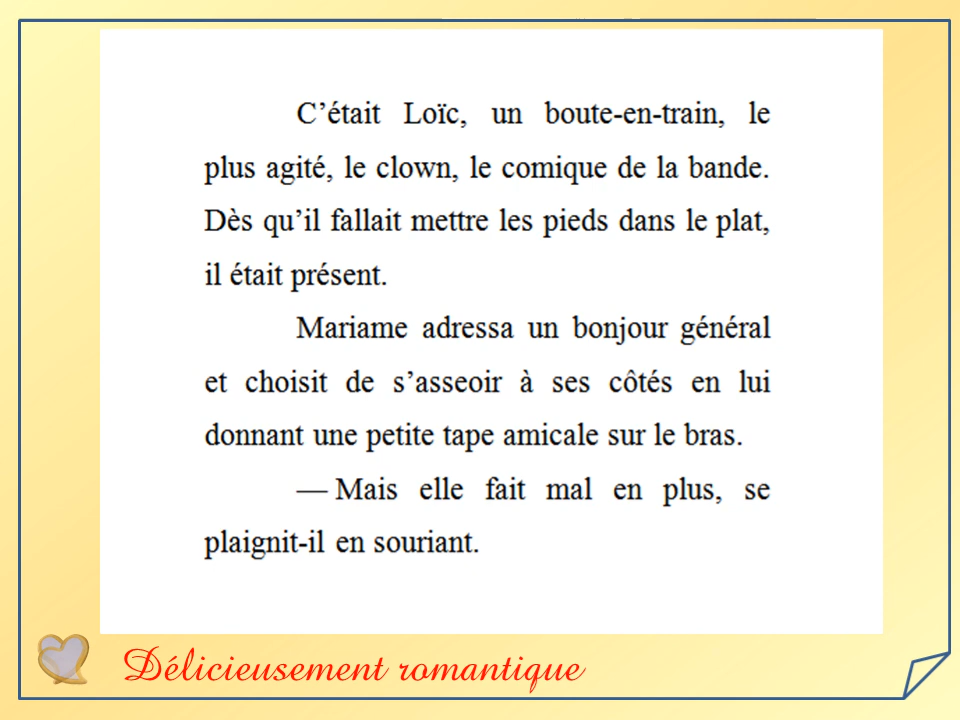 C’était Loïc, un boute-en-train, le
plus agité, le clown, le comique de la bande.
Dès qu’il fallait mettre les pieds dans le plat,
il était présent.
Mariame adressa un bonjour général
et choisit de s’asseoir à ses côtés en lui
donnant une petite tape amicale sur le bras.
— Mais elle fait mal en plus, se
plaignit-il en souriant.
Délicieusement romantique